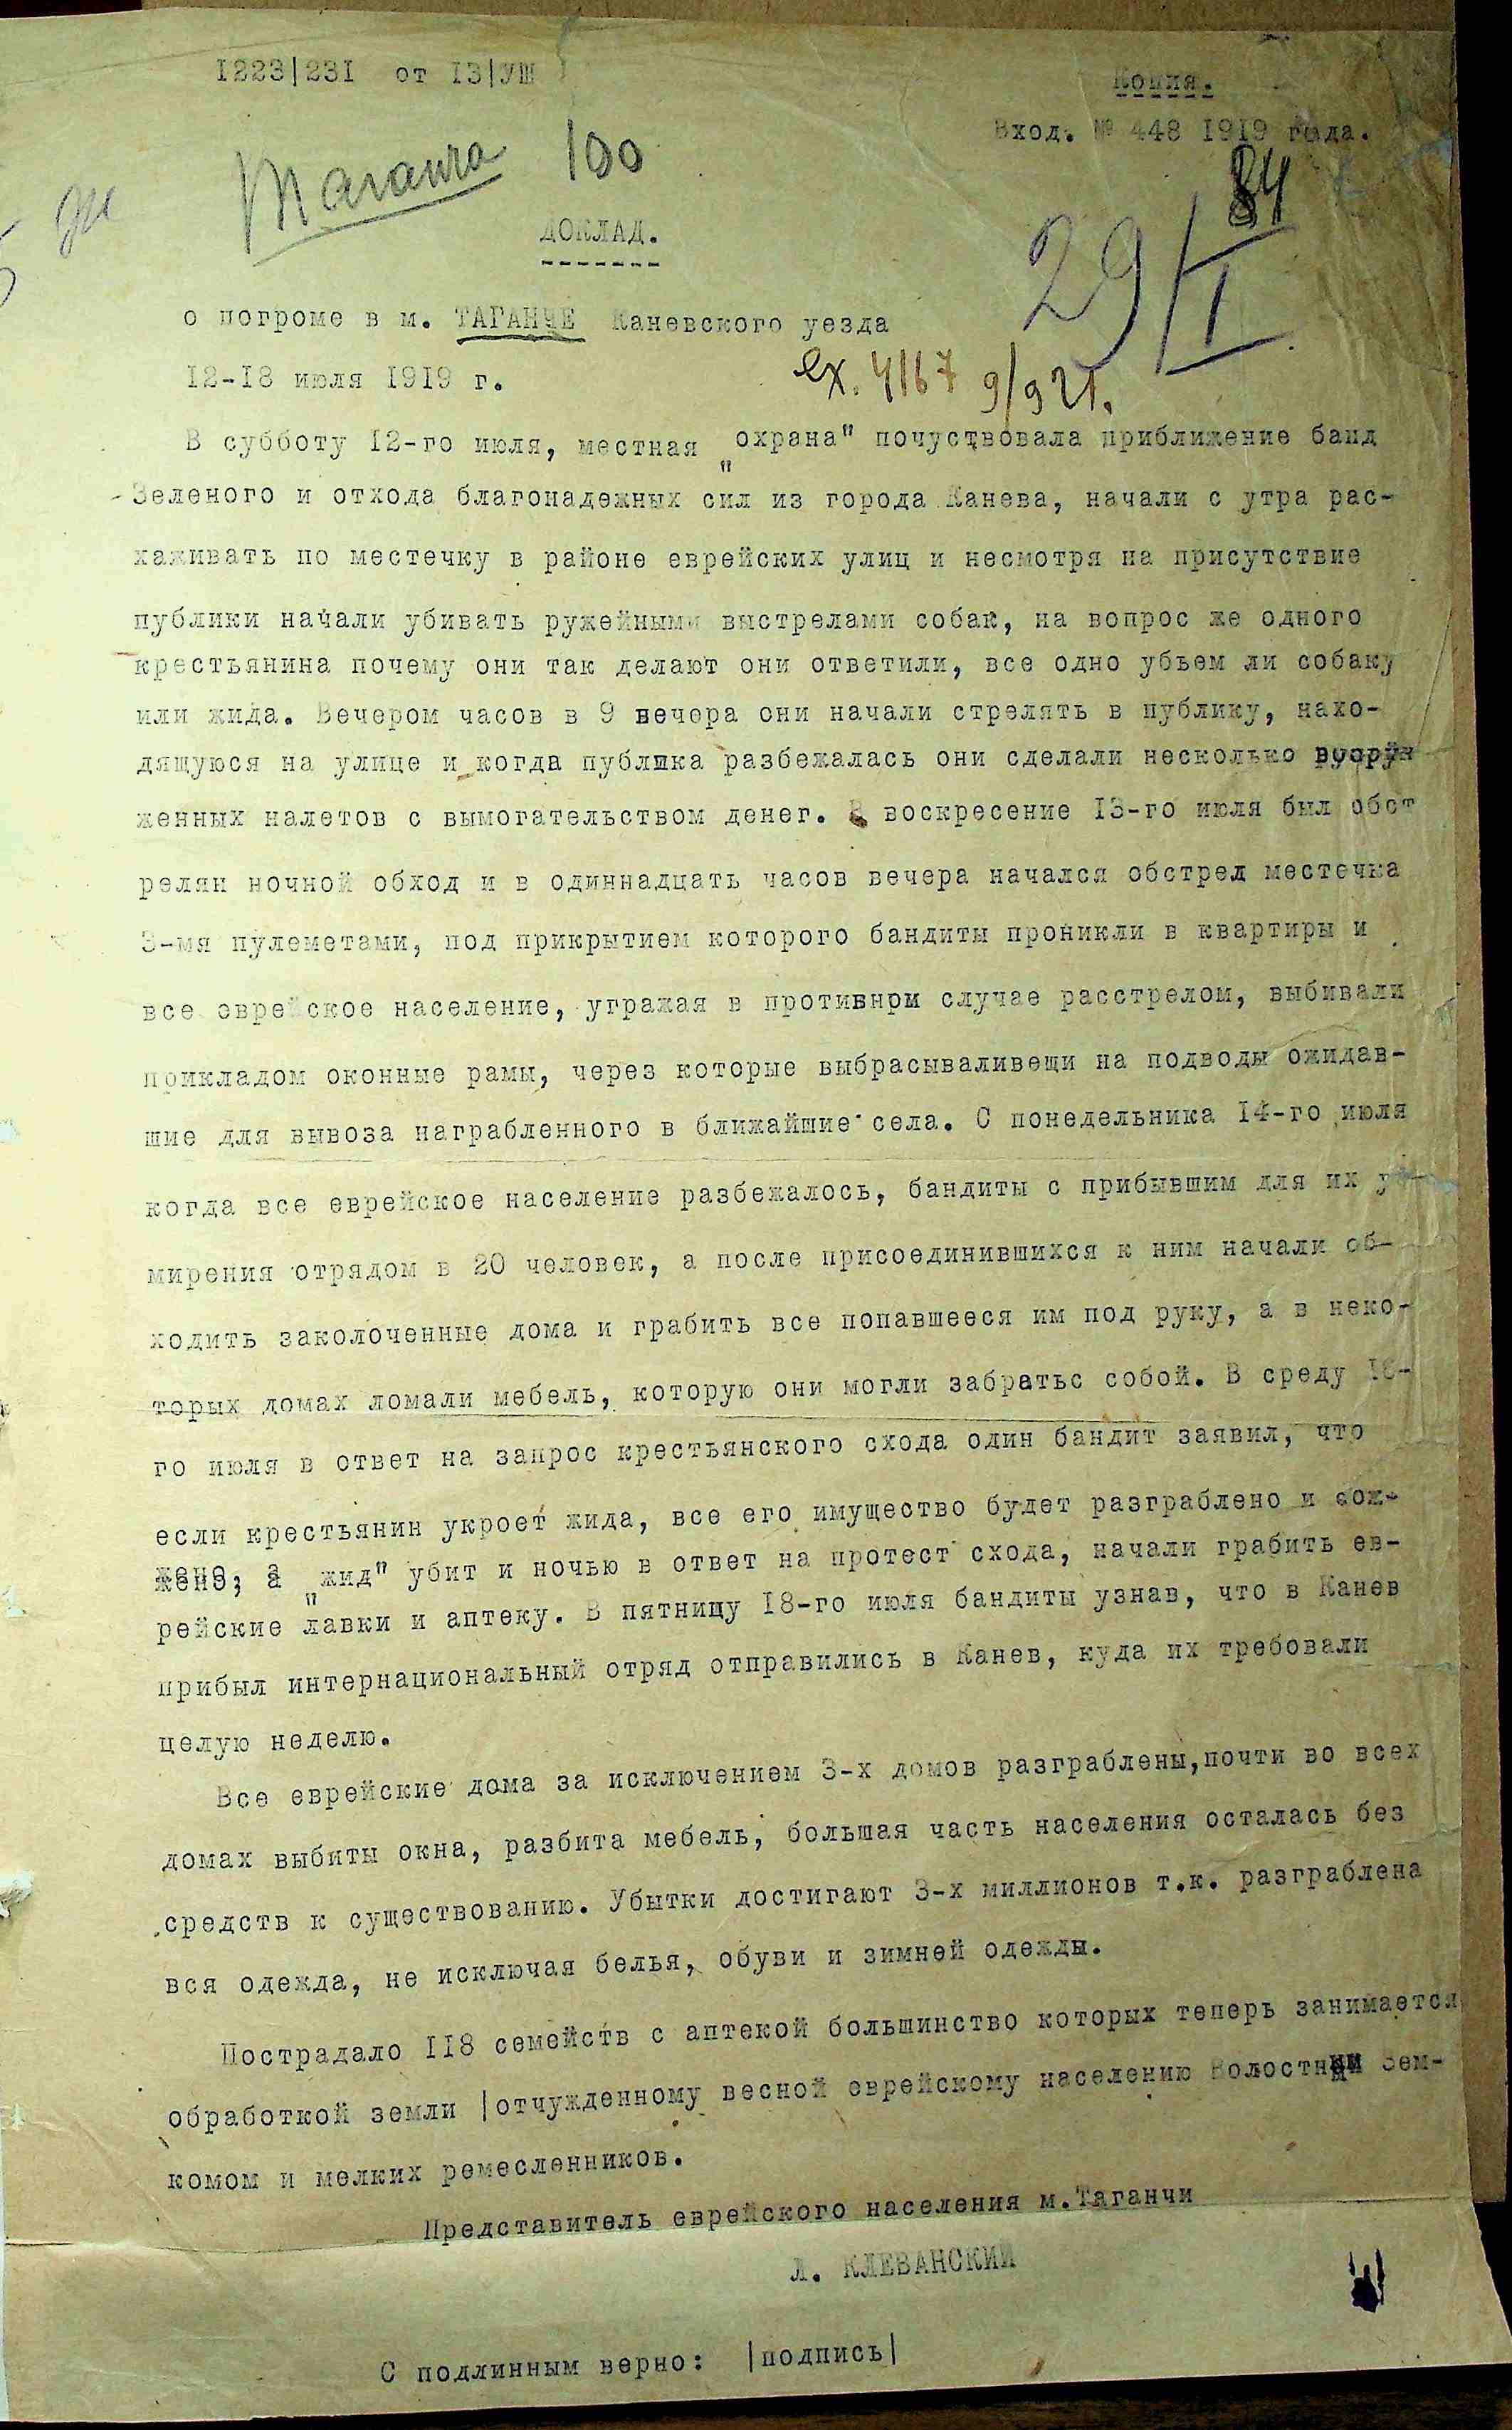 1223|231 от 13|УШ
Копия.
Вход. № 448 1919 года.
Таганча 100
84
29/I
ДОКЛАД.
о погроме в м. ТАГАНЧЕ Каневского уезда
12-18 июля 1919 г.
вх. 4167 9/9 21.
В субботу 12-го июля, местная "охрана" почуствовала приближение банд
Зеленого и отхода благонадежных сил из города Канева, начали с утра рас-
хаживать по местечку в районе еврейских улиц и несмотря на присутствие
публики начали убивать ружейными выстрелами собак, на вопрос же одного
крестьянина почему они так делают они ответили, все одно убьем ли собаку
или жида. Вечером часов в 9 вечера они начали стрелять в публику, нахо-
дящуюся на улице и когда публика разбежалась они сделали несколько
женных налетов с вымогательством денег. В воскресение 13-го июля был обст
релян ночной обход и в одиннадцать часов вечера начался обстрел местечка
3-мя пулеметами, под прикрытием которого бандиты проникли в квартиры и
все еврейское население, угражая в противнрм случае расстрелом, выбивали
прикладом оконные рамы, через которые выбрасываливещи на подводы ожидав-
шие для вывоза награбленного в ближайшие села. С понедельника 14-го июля
когда все еврейское население разбежалось, бандиты с прибывшим для их у-
мирения отрядом в 20 человек, а после присоединившихся к ним начали об-
ходить заколоченные дома и грабить все попавшееся им под руку, а в неко-
торых домах ломали мебель, которую они могли забратьс собой. В среду 16-
го июля в ответ на запрос крестьянского схода один бандит заявил, что
если крестьянин укроет жида, все его имущество будет разграблено и сож-
жено, а "жид" убит и ночью в ответ на протест схода, начали грабить ев-
рейские лавки и аптеку. В пятницу 18-го июля бандиты узнав, что в Канев
прибыл интернациональный отряд отправились в Канев, куда их требовали
целую неделю.
Все еврейские дома за исключением 3-х домов разграблены,почти во всех
домах выбиты окна, разбита мебель, большая часть населения осталась без
средств к существованию. Убытки достигают 3-х миллионов т.к. разграблена
вся одежда, не исключая белья, обуви и зимней одежды.
Пострадало 118 семейств с аптекой большинство которых теперь занимается
обработкой земли |отчужденному весной еврейскому населению Волостным Зем-
комом и мелких ремесленников.
Представитель еврейского населения м.Таганчи
Л. КЛЕВАНСКИЙ
С подлинным верно: |подпись|